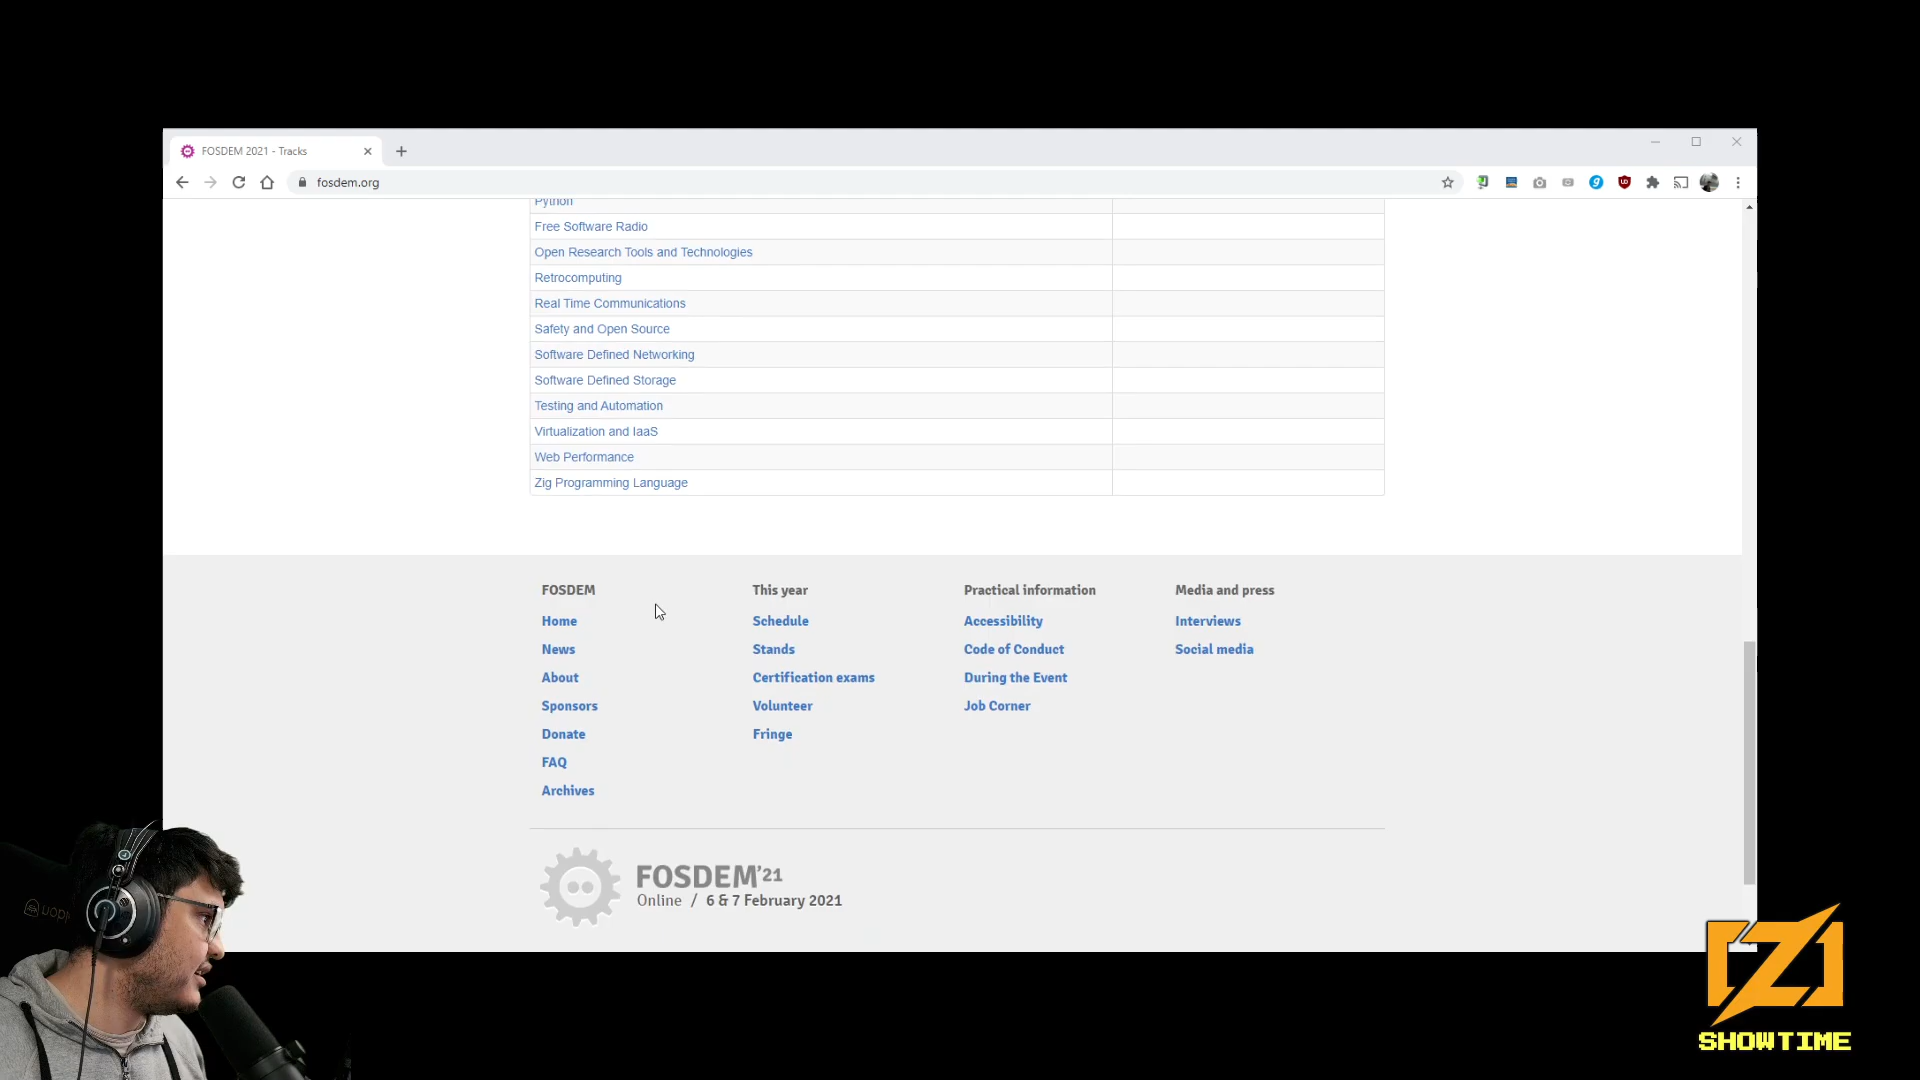 FOSDEM 2021 - Tracks
fosdem.org
Python
Free Software Radio
Open Research Tools and Technologies
Retrocomputing
Real Time Communications
Safety and Open Source
Software Defined Networking
Software Defined Storage
Testing and Automation
Virtualization and IaaS
Web Performance
Zig Programming Language
FOSDEM
Home
News
About
Sponsors
Donate
FAQ
Archives
This year
Schedule
Stands
Certification exams
Volunteer
Fringe
Practical information
Accessibility
Code of Conduct
During the Event
Job Corner
Media and press
Interviews
Social media
FOSDEM'21
Online / 6 & 7 February 2021
Z
SHOWTIME